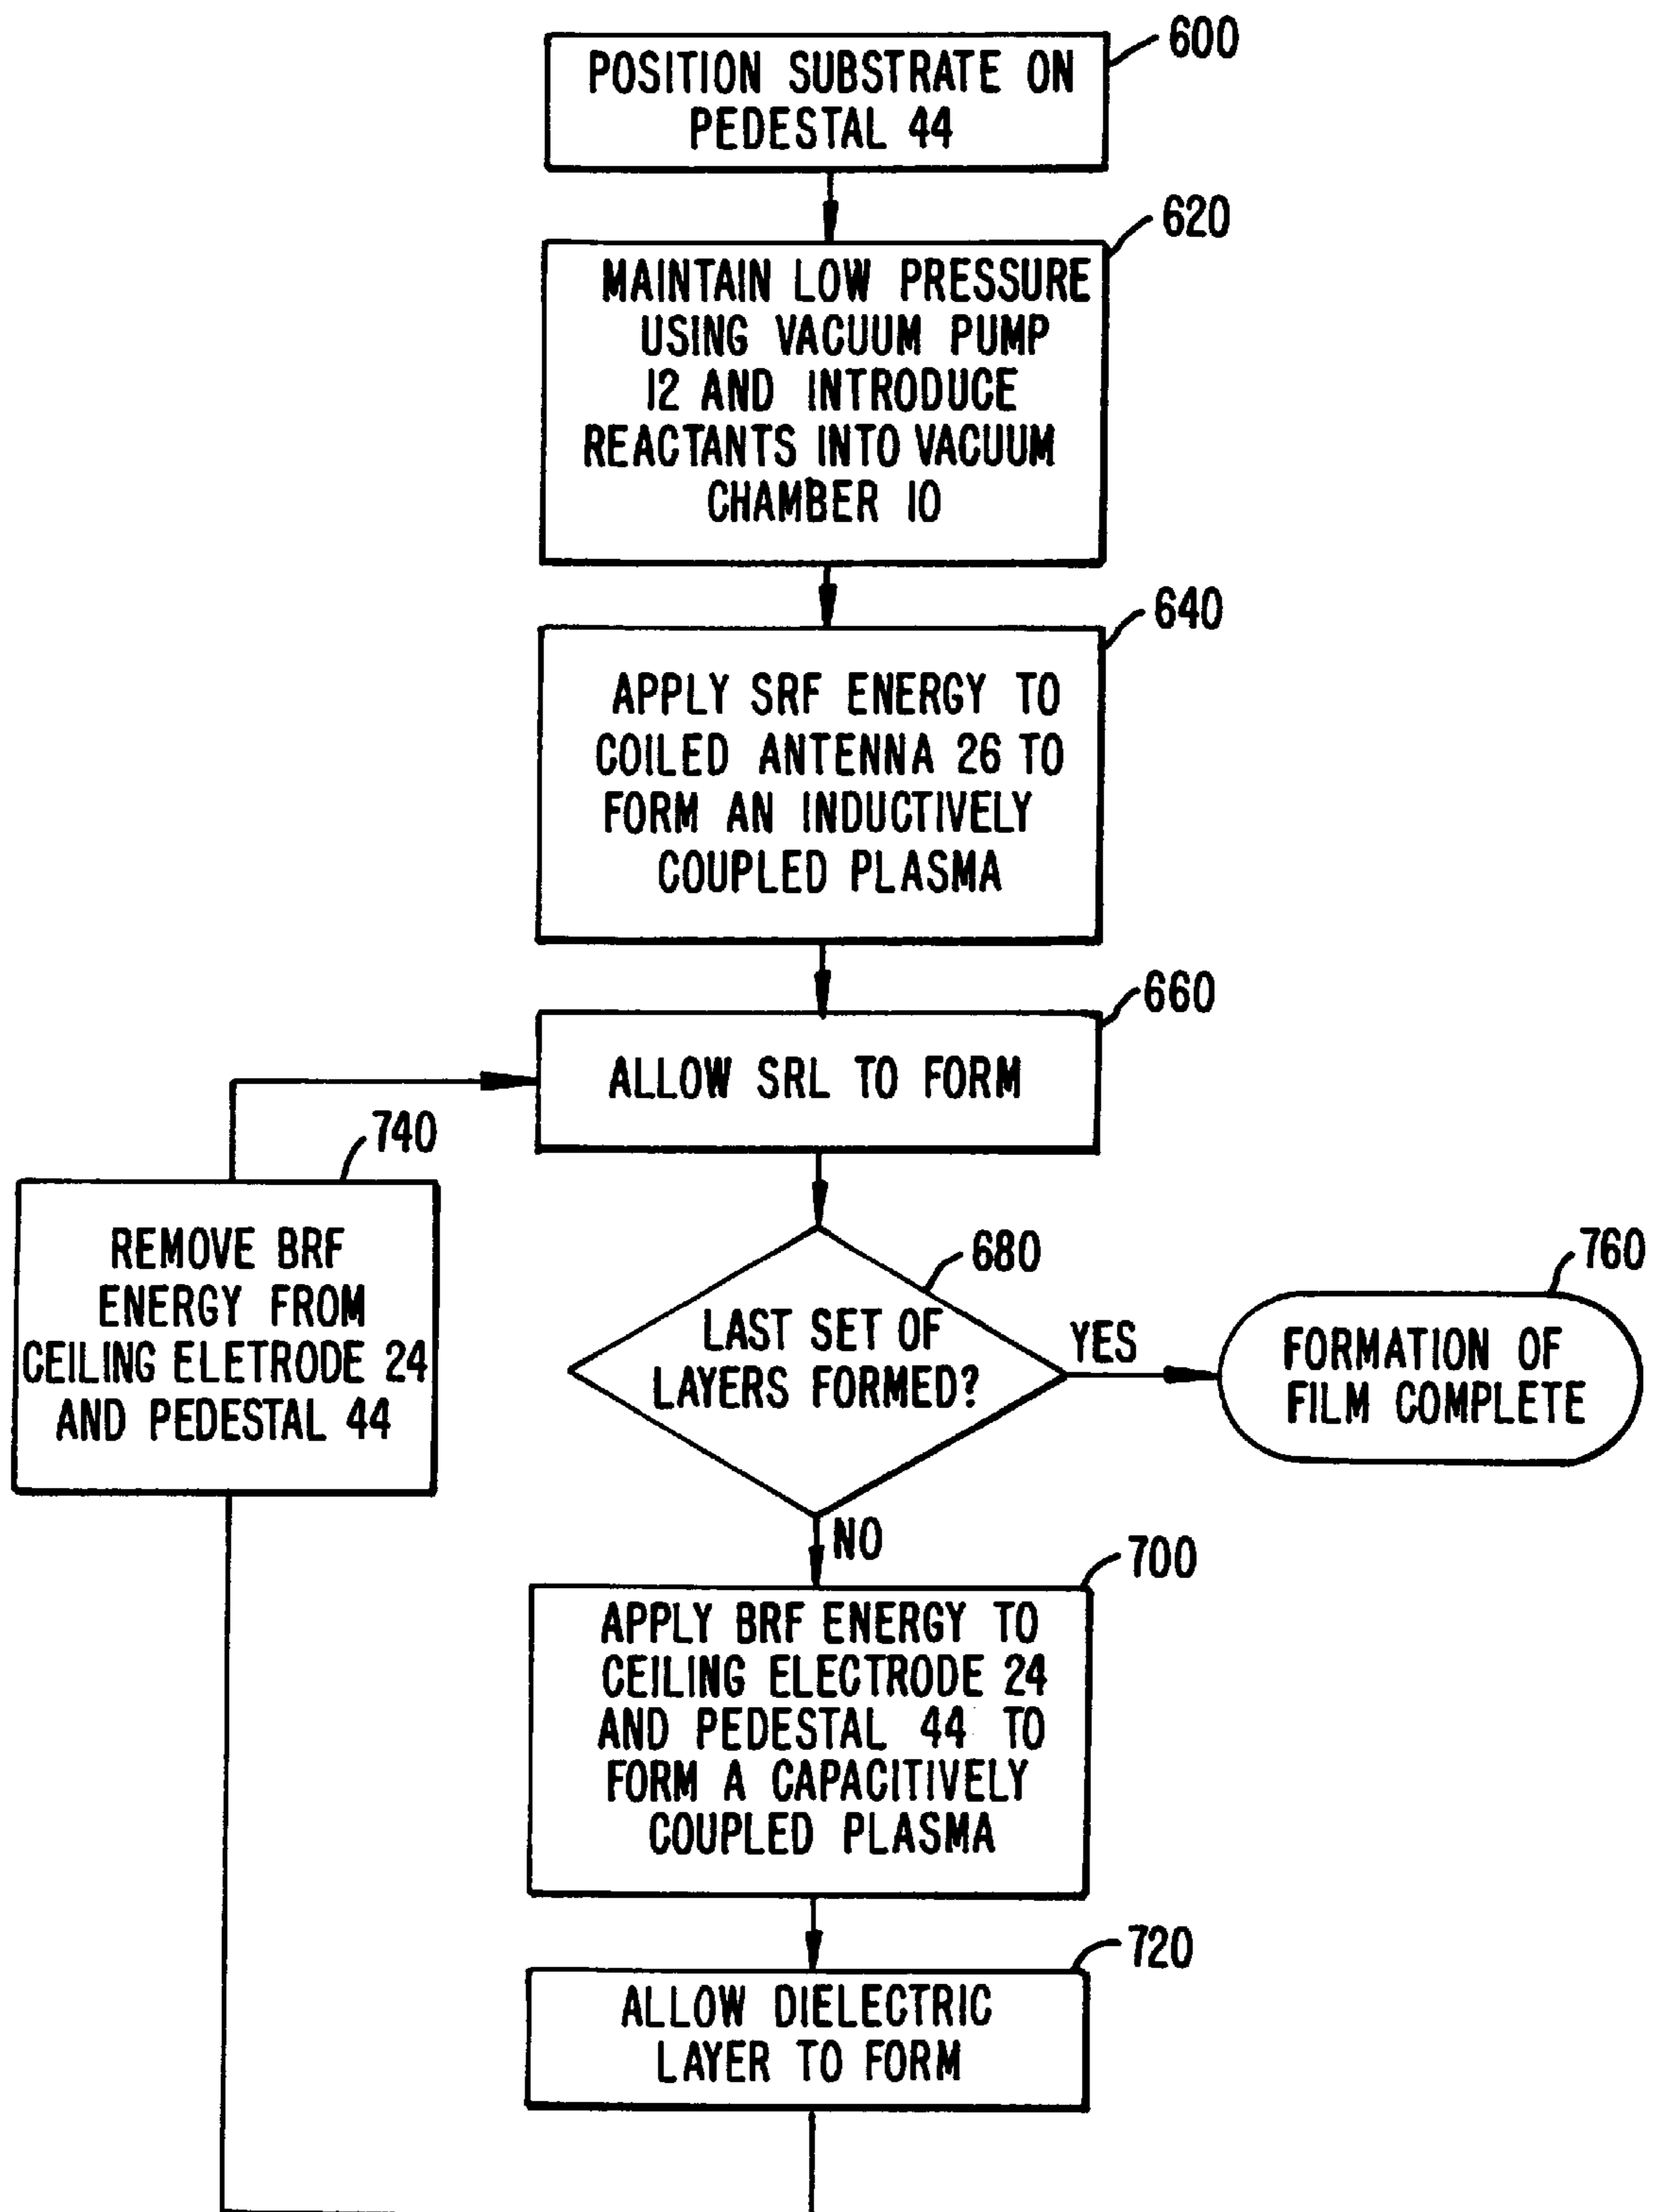 600
POSITION SUBSTRATE ON
PEDESTAL 44
620
MAINTAIN LOW PRESSURE
USING VACUUM PUMP
12 AND INTRODUCE
REACTANTS INTO VACUUM
CHAMBER 10
640
APPLY SRF ENERGY TO
COILED ANTENNA 26 TO
FORM AN INDUCTIVELY
COUPLED PLASMA
660
ALLOW SRL TO FORM
740
REMOVE BRF
ENERGY FROM
CEILING ELETRODE 24
AND PEDESTAL 44
680
LAST SET OF
LAYERS FORMED?
YES
760
FORMATION OF
FILM COMPLETE
NO
700
APPLY BRF ENERGY TO
CEILING ELECTRODE 24
AND PEDESTAL 44 TO
FORM A CAPACITIVELY
COUPLED PLASMA
720
ALLOW DIELECTRIC
LAYER TO FORM